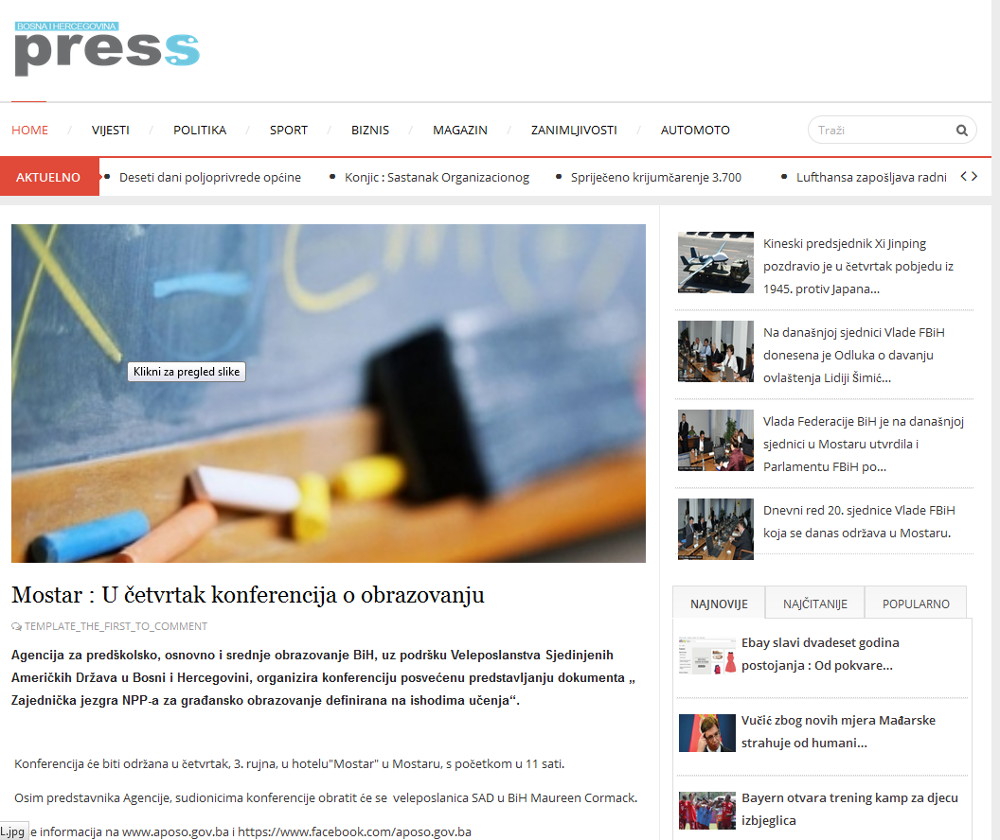 BOSNA I HERCEGOVINA
press
HOME / VIJESTI / POLITIKA / SPORT / BIZNIS / MAGAZIN / ZANIMLJIVOSTI / AUTOMOTO
Traži
AKTUELNO
• Deseti dani poljoprivrede općine
• Konjic : Sastanak Organizacionog
• Spriječeno krijumčarenje 3.700
• Lufthansa zapošljava radni
Klikni za pregled slike
Mostar : U četvrtak konferencija o obrazovanju
TEMPLATE_THE_FIRST_TO_COMMENT
Agencija za predškolsko, osnovno i srednje obrazovanje BiH, uz podršku Veleposlanstva Sjedinjenih
Američkih Država u Bosni i Hercegovini, organizira konferenciju posvećenu predstavljanju dokumenta „
Zajednička jezgra NPP-a za građansko obrazovanje definirana na ishodima učenja“.
Konferencija će biti održana u četvrtak, 3. rujna, u hotelu"Mostar" u Mostaru, s početkom u 11 sati.
Osim predstavnika Agencije, sudionicima konferencije obratit će se veleposlanica SAD u BiH Maureen Cormack.
L.jpg
e informacija na www.aposo.gov.ba i https://www.facebook.com/aposo.gov.ba
Kineski predsjednik Xi Jinping
pozdravio je u četvrtak pobjedu iz
1945. protiv Japana...
Na današnjoj sjednici Vlade FBiH
donesena je Odluka o davanju
ovlaštenja Lidiji Šimić...
Vlada Federacije BiH je na današnjoj
sjednici u Mostaru utvrdila i
Parlamentu FBiH po...
Dnevni red 20. sjednice Vlade FBiH
koja se danas održava u Mostaru.
NAJNOVIJE
NAJČITANIJE
POPULARNO
Ebay slavi dvadeset godina
postojanja : Od pokvare...
Vučić zbog novih mjera Mađarske
strahuje od humani...
Bayern otvara trening kamp za djecu
izbjeglica